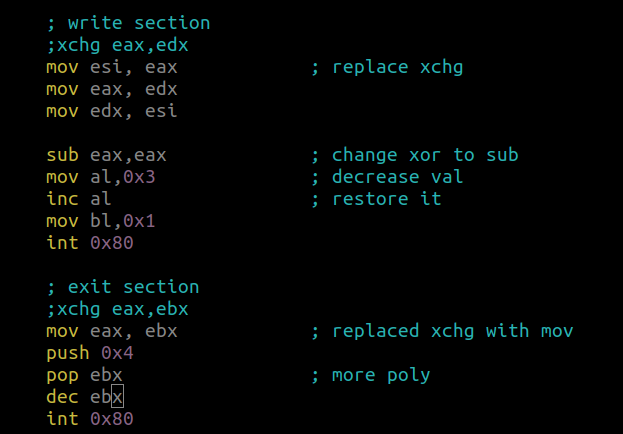 ; write section
;xchg eax,edx
mov esi, eax ; replace xchg
mov eax, edx
mov edx, esi
sub eax,eax ; change xor to sub
mov al,0x3 ; decrease val
inc al ; restore it
mov bl,0x1
int 0x80
; exit section
;xchg eax,ebx
mov eax, ebx ; replaced xchg with mov
push 0x4
pop ebx ; more poly
dec ebx
int 0x80